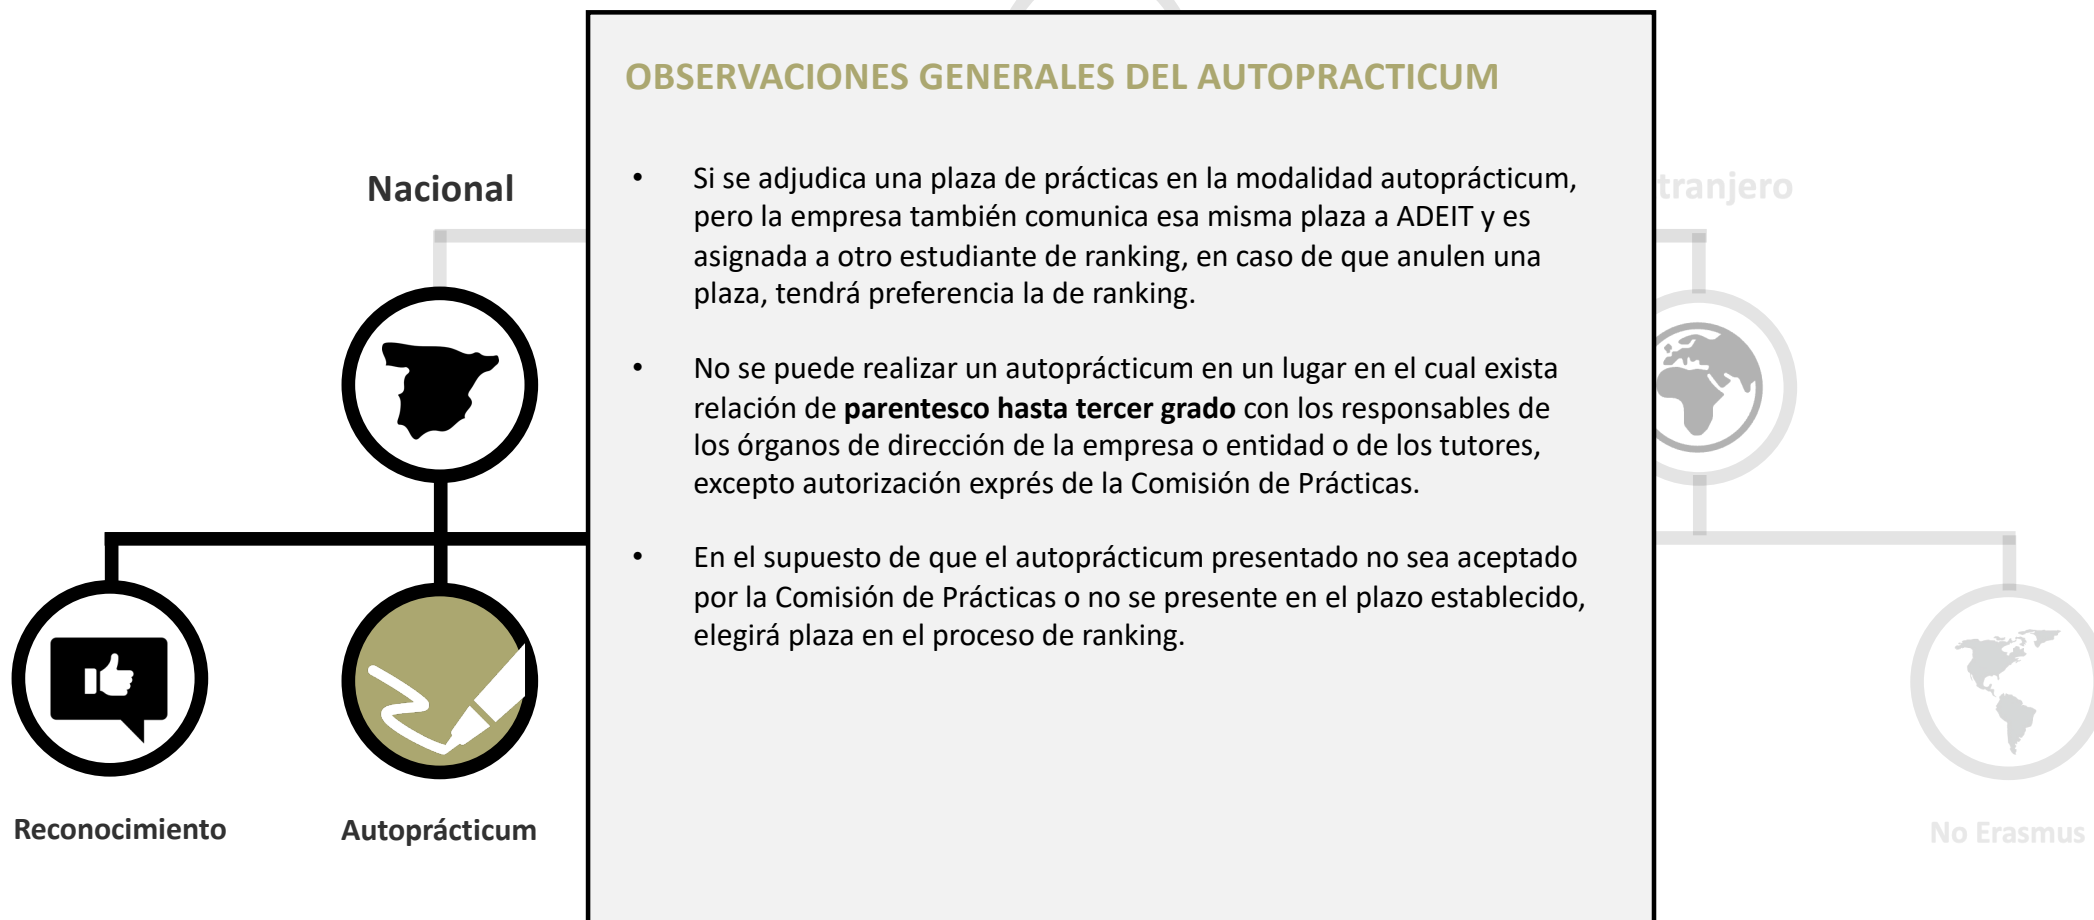 OBSERVACIONES GENERALES DEL AUTOPRACTICUM
Nacional
tranjero
• Si se adjudica una plaza de prácticas en la modalidad autoprácticum,
pero la empresa también comunica esa misma plaza a ADEIT y es
asignada a otro estudiante de ranking, en caso de que anulen una
plaza, tendrá preferencia la de ranking.
• No se puede realizar un autoprácticum en un lugar en el cual exista
relación de parentesco hasta tercer grado con los responsables de
los órganos de dirección de la empresa o entidad o de los tutores,
excepto autorización exprés de la Comisión de Prácticas.
• En el supuesto de que el autoprácticum presentado no sea aceptado
por la Comisión de Prácticas o no se presente en el plazo establecido,
elegirá plaza en el proceso de ranking.
Reconocimiento
Autoprácticum
No Erasmus